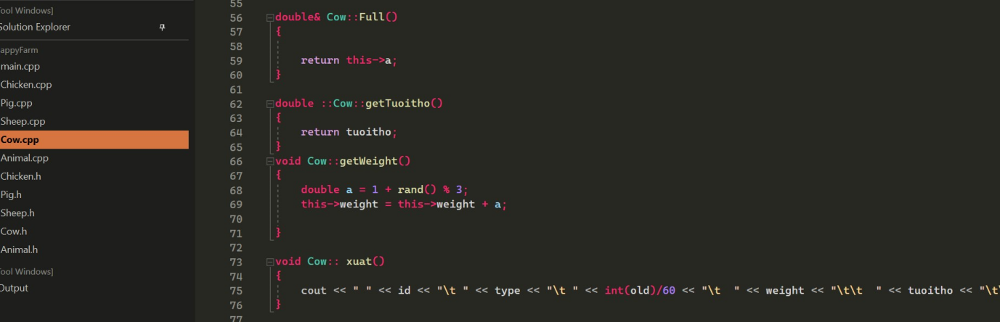 ool Windows]
Solution Explorer
appyFarm
main.cpp
Chicken.cpp
Pig.cpp
Sheep.cpp
Cow.cpp
Animal.cpp
Chicken.h
Pig.h
Sheep.h
Cow.h
Animal.h
ool Windows]
Output
55
56 double& Cow::Full()
57 {
58
59 return this->a;
60 }
61
62 double ::Cow::getTuoitho()
63 {
64 return tuoitho;
65 }
66 void Cow::getWeight()
67 {
68 double a = 1 + rand() % 3;
69 this->weight = this->weight + a;
70
71 }
72
73 void Cow:: xuat()
74 {
75 cout << " " << id << "\t " << type << "\t " << int(old)/60 << "\t  " << weight << "\t\t  " << tuoitho << "\t\
76 }
77